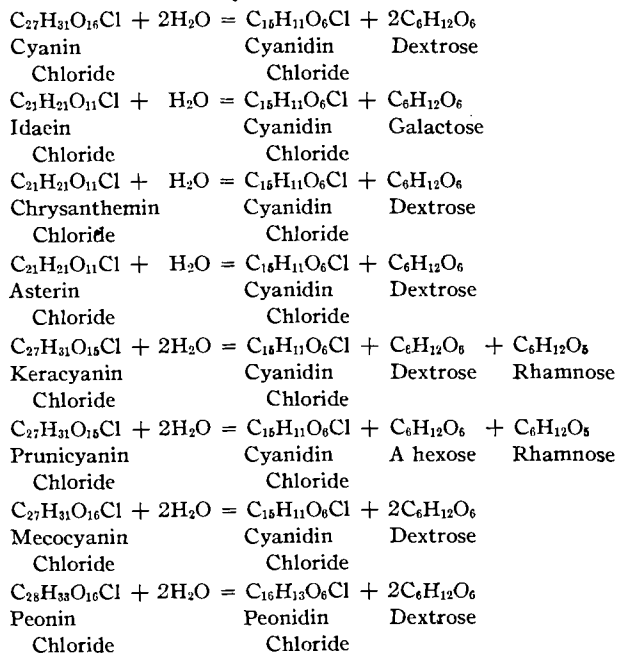 C₂₇H₃₁O₁₆Cl + 2H₂O = C₁₅H₁₁O₆Cl + 2C₆H₁₂O₆
Cyanin Cyanidin Dextrose
Chloride Chloride
C₂₁H₂₁O₁₁Cl + H₂O = C₁₅H₁₁O₆Cl + C₆H₁₂O₆
Idaein Cyanidin Galactose
Chloride Chloride
C₂₁H₂₁O₁₁Cl + H₂O = C₁₅H₁₁O₆Cl + C₆H₁₂O₆
Chrysanthemin Cyanidin Dextrose
Chloride Chloride
C₂₁H₂₁O₁₁Cl + H₂O = C₁₅H₁₁O₆Cl + C₆H₁₂O₆
Asterin Cyanidin Dextrose
Chloride Chloride
C₂₇H₃₁O₁₅Cl + 2H₂O = C₁₅H₁₁O₆Cl + C₆H₁₂O₆ + C₆H₁₂O₅
Keracyanin Cyanidin Dextrose Rhamnose
Chloride Chloride
C₂₇H₃₁O₁₅Cl + 2H₂O = C₁₅H₁₁O₆Cl + C₆H₁₂O₆ + C₆H₁₂O₅
Prunicyanin Cyanidin A hexose Rhamnose
Chloride Chloride
C₂₇H₃₁O₁₆Cl + 2H₂O = C₁₅H₁₁O₆Cl + 2C₆H₁₂O₆
Mecocyanin Cyanidin Dextrose
Chloride Chloride
C₂₈H₃₃O₁₆Cl + 2H₂O = C₁₆H₁₃O₆Cl + 2C₆H₁₂O₆
Peonin Peonidin Dextrose
Chloride Chloride